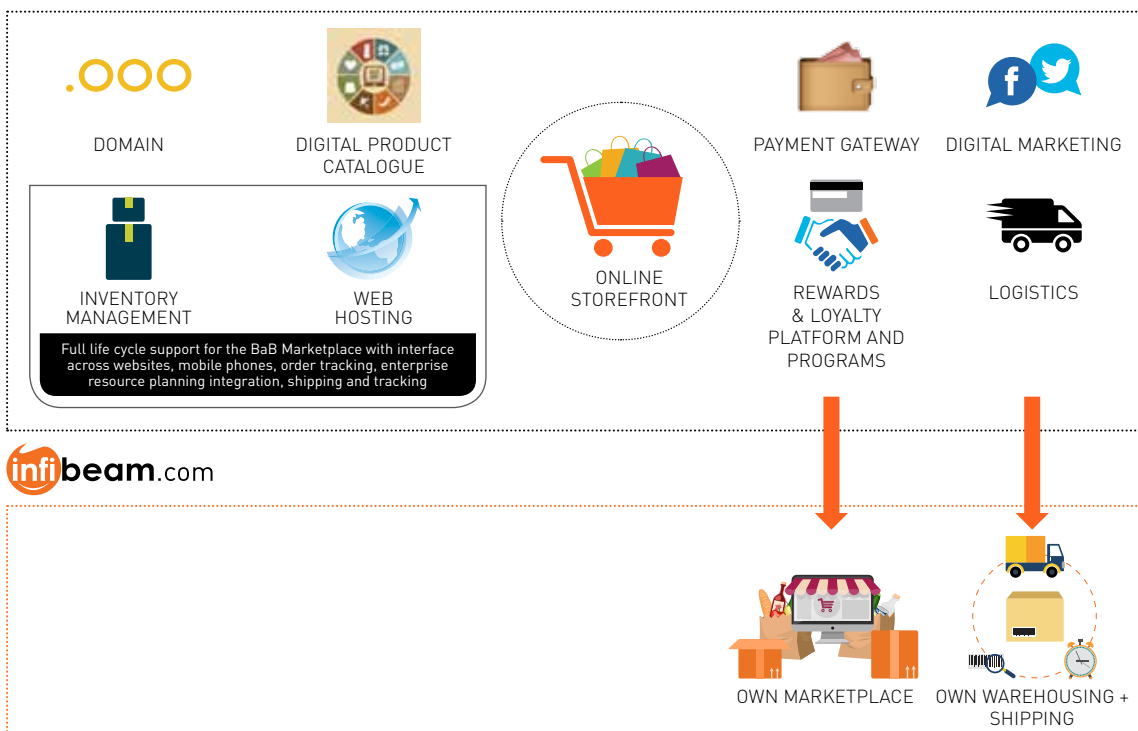 .OOO
DOMAIN
DIGITAL PRODUCT
CATALOGUE
INVENTORY
MANAGEMENT
WEB
HOSTING
Full life cycle support for the BaB Marketplace with interface
across websites, mobile phones, order tracking, enterprise
resource planning integration, shipping and tracking
ONLINE
STOREFRONT
PAYMENT GATEWAY
DIGITAL MARKETING
REWARDS
& LOYALTY
PLATFORM AND
PROGRAMS
LOGISTICS
infibeam.com
OWN MARKETPLACE
OWN WAREHOUSING +
SHIPPING